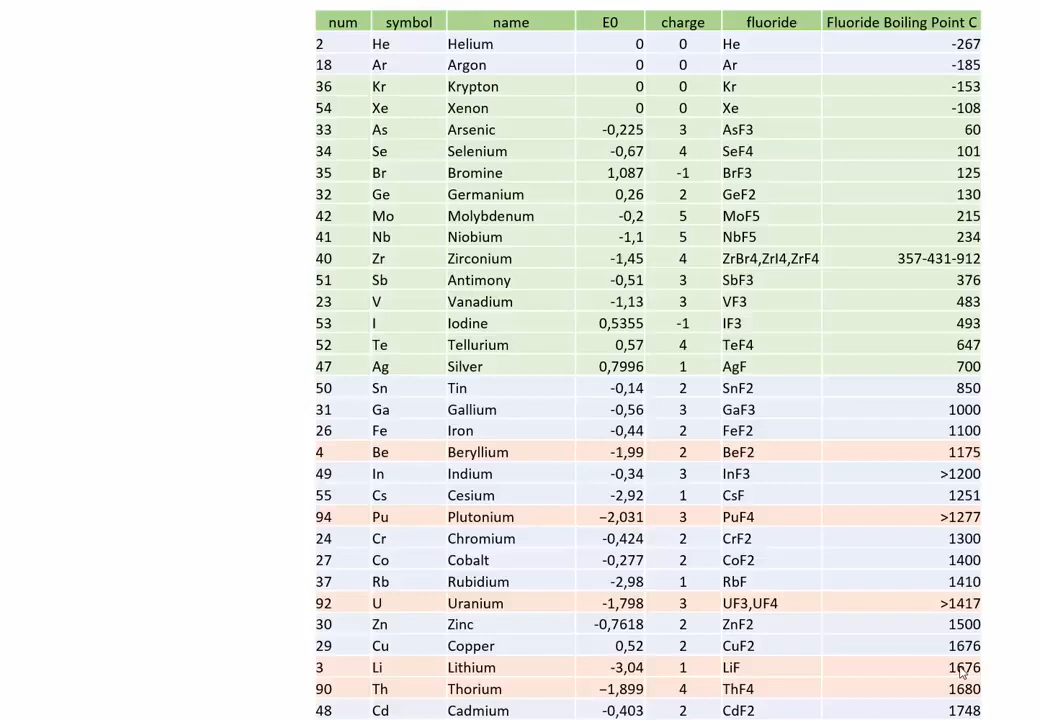 num symbol name E0 charge fluoride Fluoride Boiling Point C
2 He Helium 0 0 He -267
18 Ar Argon 0 0 Ar -185
36 Kr Krypton 0 0 Kr -153
54 Xe Xenon 0 0 Xe -108
33 As Arsenic -0,225 3 AsF3 60
34 Se Selenium -0,67 4 SeF4 101
35 Br Bromine 1,087 -1 BrF3 125
32 Ge Germanium 0,26 2 GeF2 130
42 Mo Molybdenum -0,2 5 MoF5 215
41 Nb Niobium -1,1 5 NbF5 234
40 Zr Zirconium -1,45 4 ZrBr4,ZrI4,ZrF4 357-431-912
51 Sb Antimony -0,51 3 SbF3 376
23 V Vanadium -1,13 3 VF3 483
53 I Iodine 0,5355 -1 IF3 493
52 Te Tellurium 0,57 4 TeF4 647
47 Ag Silver 0,7996 1 AgF 700
50 Sn Tin -0,14 2 SnF2 850
31 Ga Gallium -0,56 3 GaF3 1000
26 Fe Iron -0,44 2 FeF2 1100
4 Be Beryllium -1,99 2 BeF2 1175
49 In Indium -0,34 3 InF3 >1200
55 Cs Cesium -2,92 1 CsF 1251
94 Pu Plutonium −2,031 3 PuF4 >1277
24 Cr Chromium -0,424 2 CrF2 1300
27 Co Cobalt -0,277 2 CoF2 1400
37 Rb Rubidium -2,98 1 RbF 1410
92 U Uranium -1,798 3 UF3,UF4 >1417
30 Zn Zinc -0,7618 2 ZnF2 1500
29 Cu Copper 0,52 2 CuF2 1676
3 Li Lithium -3,04 1 LiF 1676
90 Th Thorium −1,899 4 ThF4 1680
48 Cd Cadmium -0,403 2 CdF2 1748